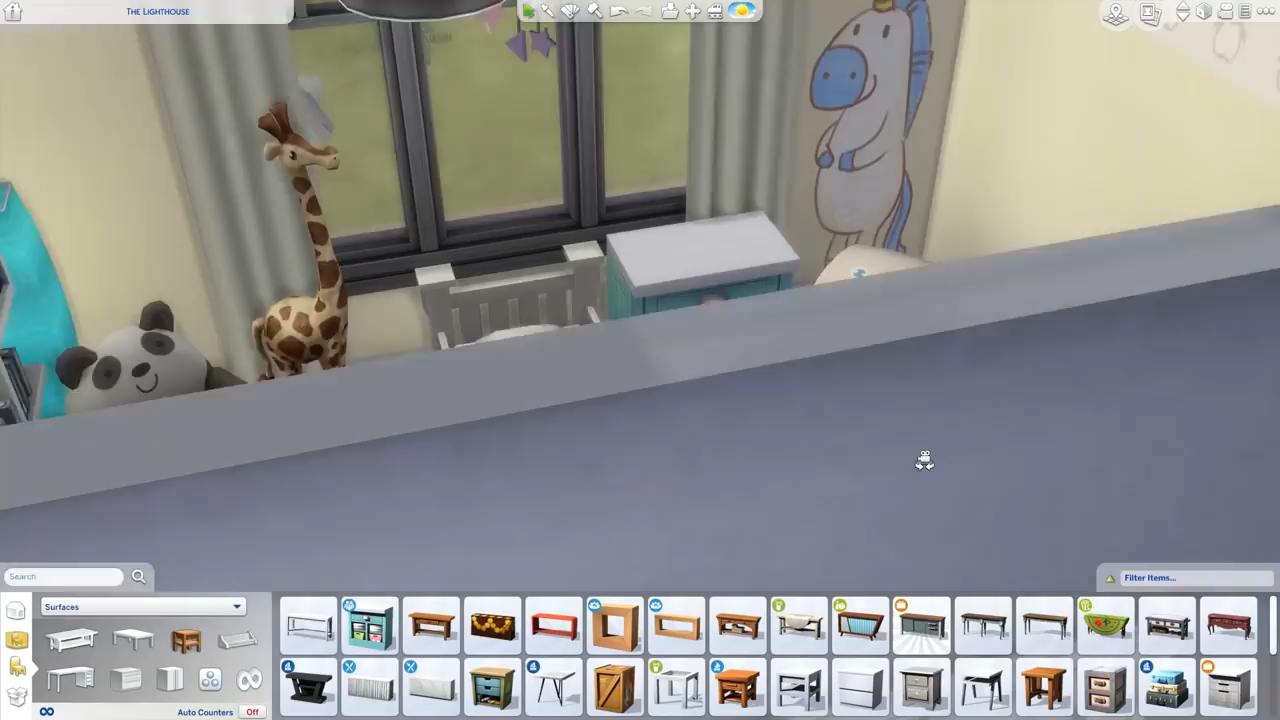 THE LIGHTHOUSE
Search
Filter Items...
Surfaces
Auto Counters
Off